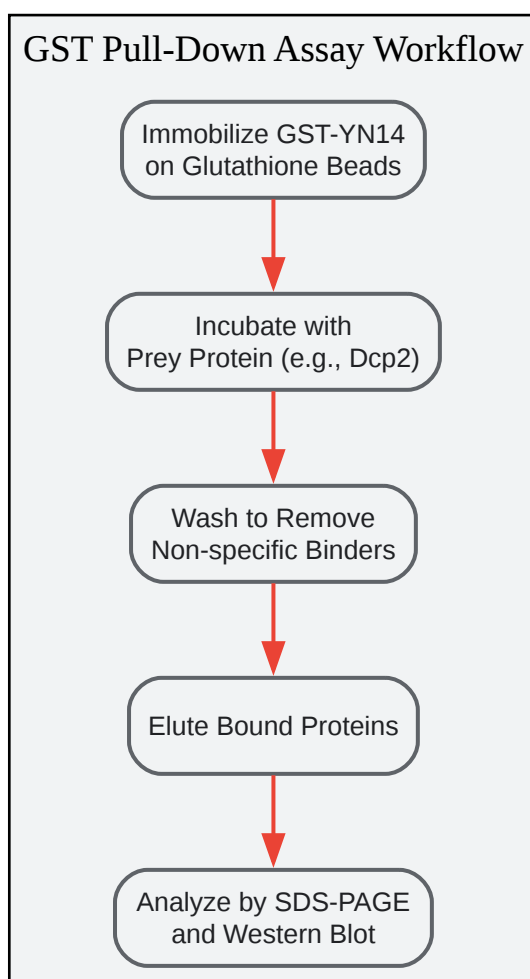 GST Pull-Down Assay Workflow
Immobilize GST-YN14
on Glutathione Beads
Incubate with
Prey Protein (e.g., Dcp2)
Wash to Remove
Non-specific Binders
Elute Bound Proteins
Analyze by SDS-PAGE
and Western Blot